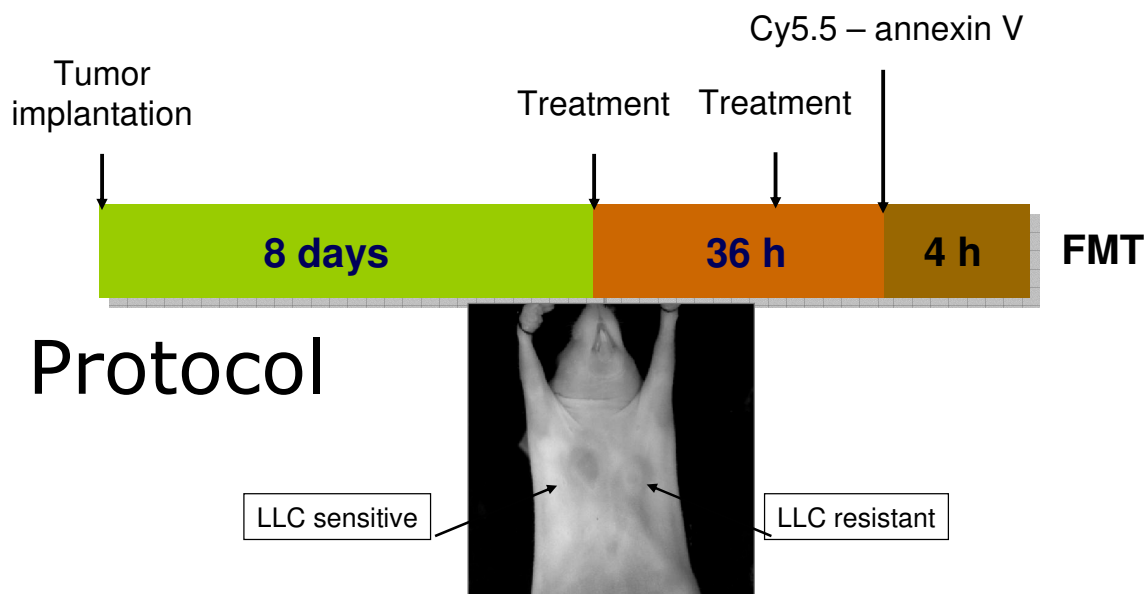 Cy5.5 – annexin V
Tumor
implantation
Treatment
Treatment
8 days
36 h
4 h
FMT
Protocol
LLC sensitive
LLC resistant